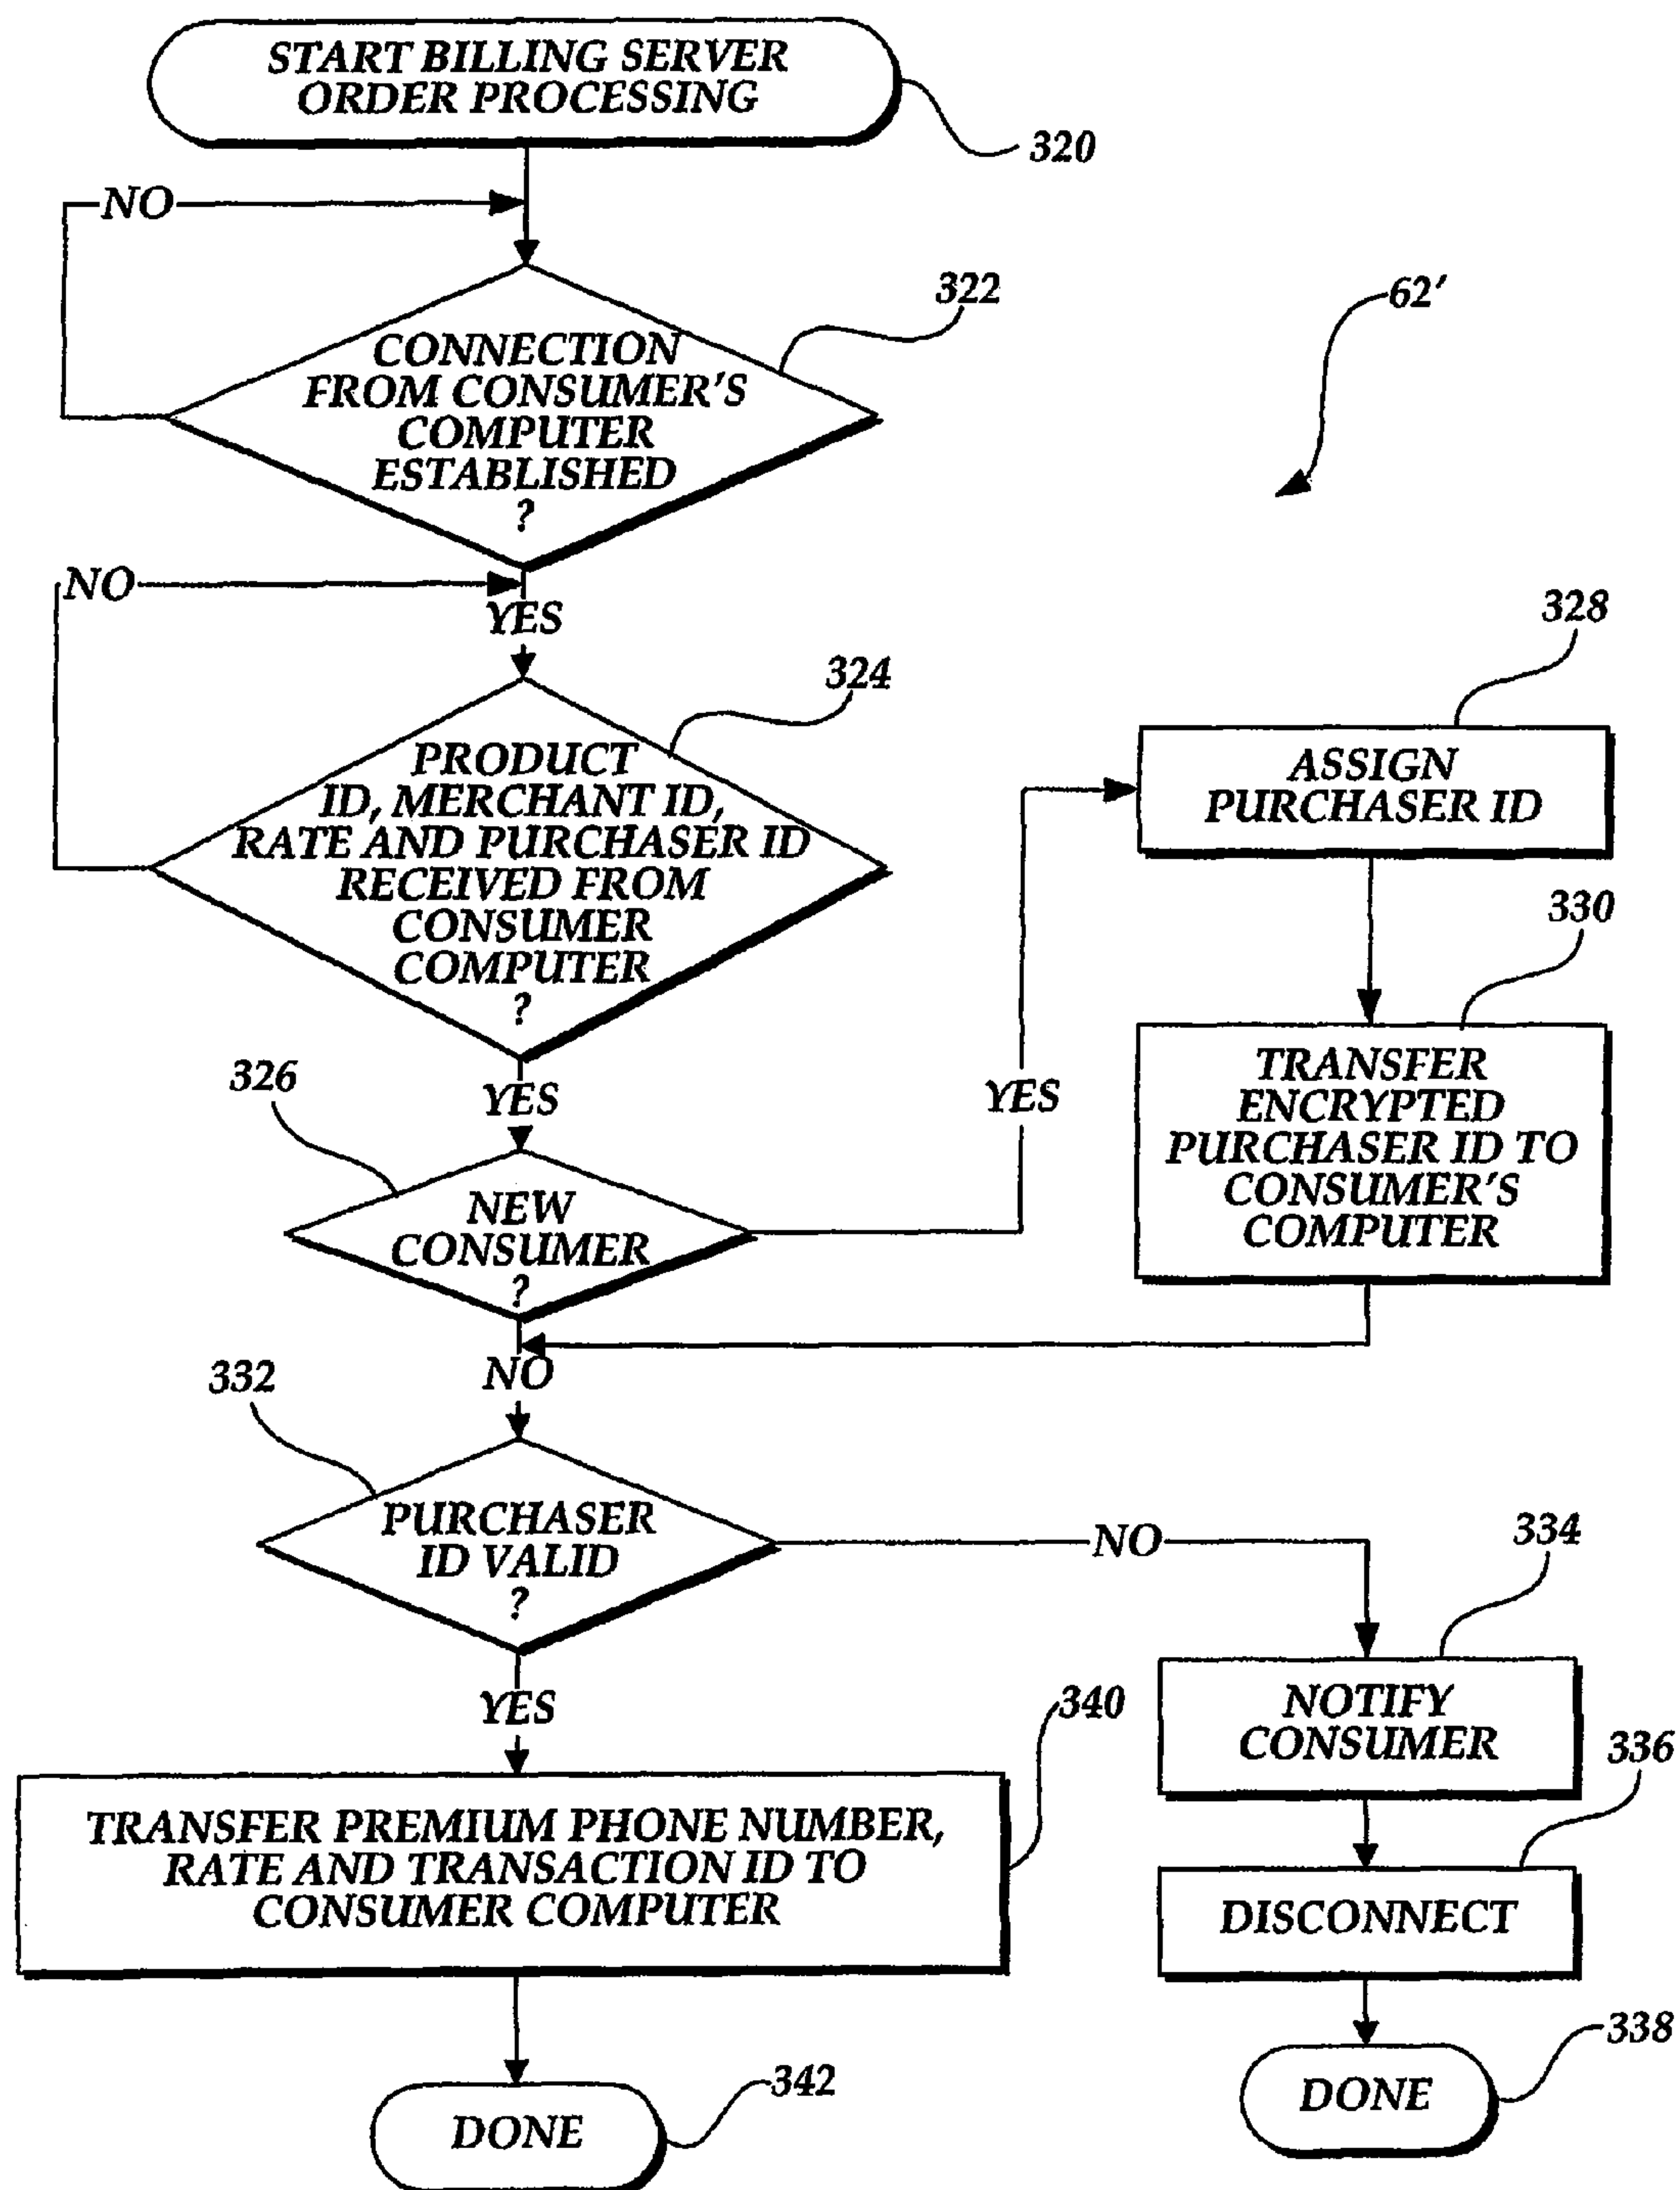 START BILLING SERVER
ORDER PROCESSING
320
NO
322
62'
CONNECTION
FROM CONSUMER'S
COMPUTER
ESTABLISHED
?
NO
YES
328
324
PRODUCT
ID, MERCHANT ID,
RATE AND PURCHASER ID
RECEIVED FROM
CONSUMER
COMPUTER
?
ASSIGN
PURCHASER ID
330
326
YES
YES
TRANSFER
ENCRYPTED
PURCHASER ID TO
CONSUMER'S
COMPUTER
NEW
CONSUMER
?
NO
332
PURCHASER
ID VALID
?
NO
334
YES
340
NOTIFY
CONSUMER
336
TRANSFER PREMIUM PHONE NUMBER,
RATE AND TRANSACTION ID TO
CONSUMER COMPUTER
DISCONNECT
338
342
DONE
DONE